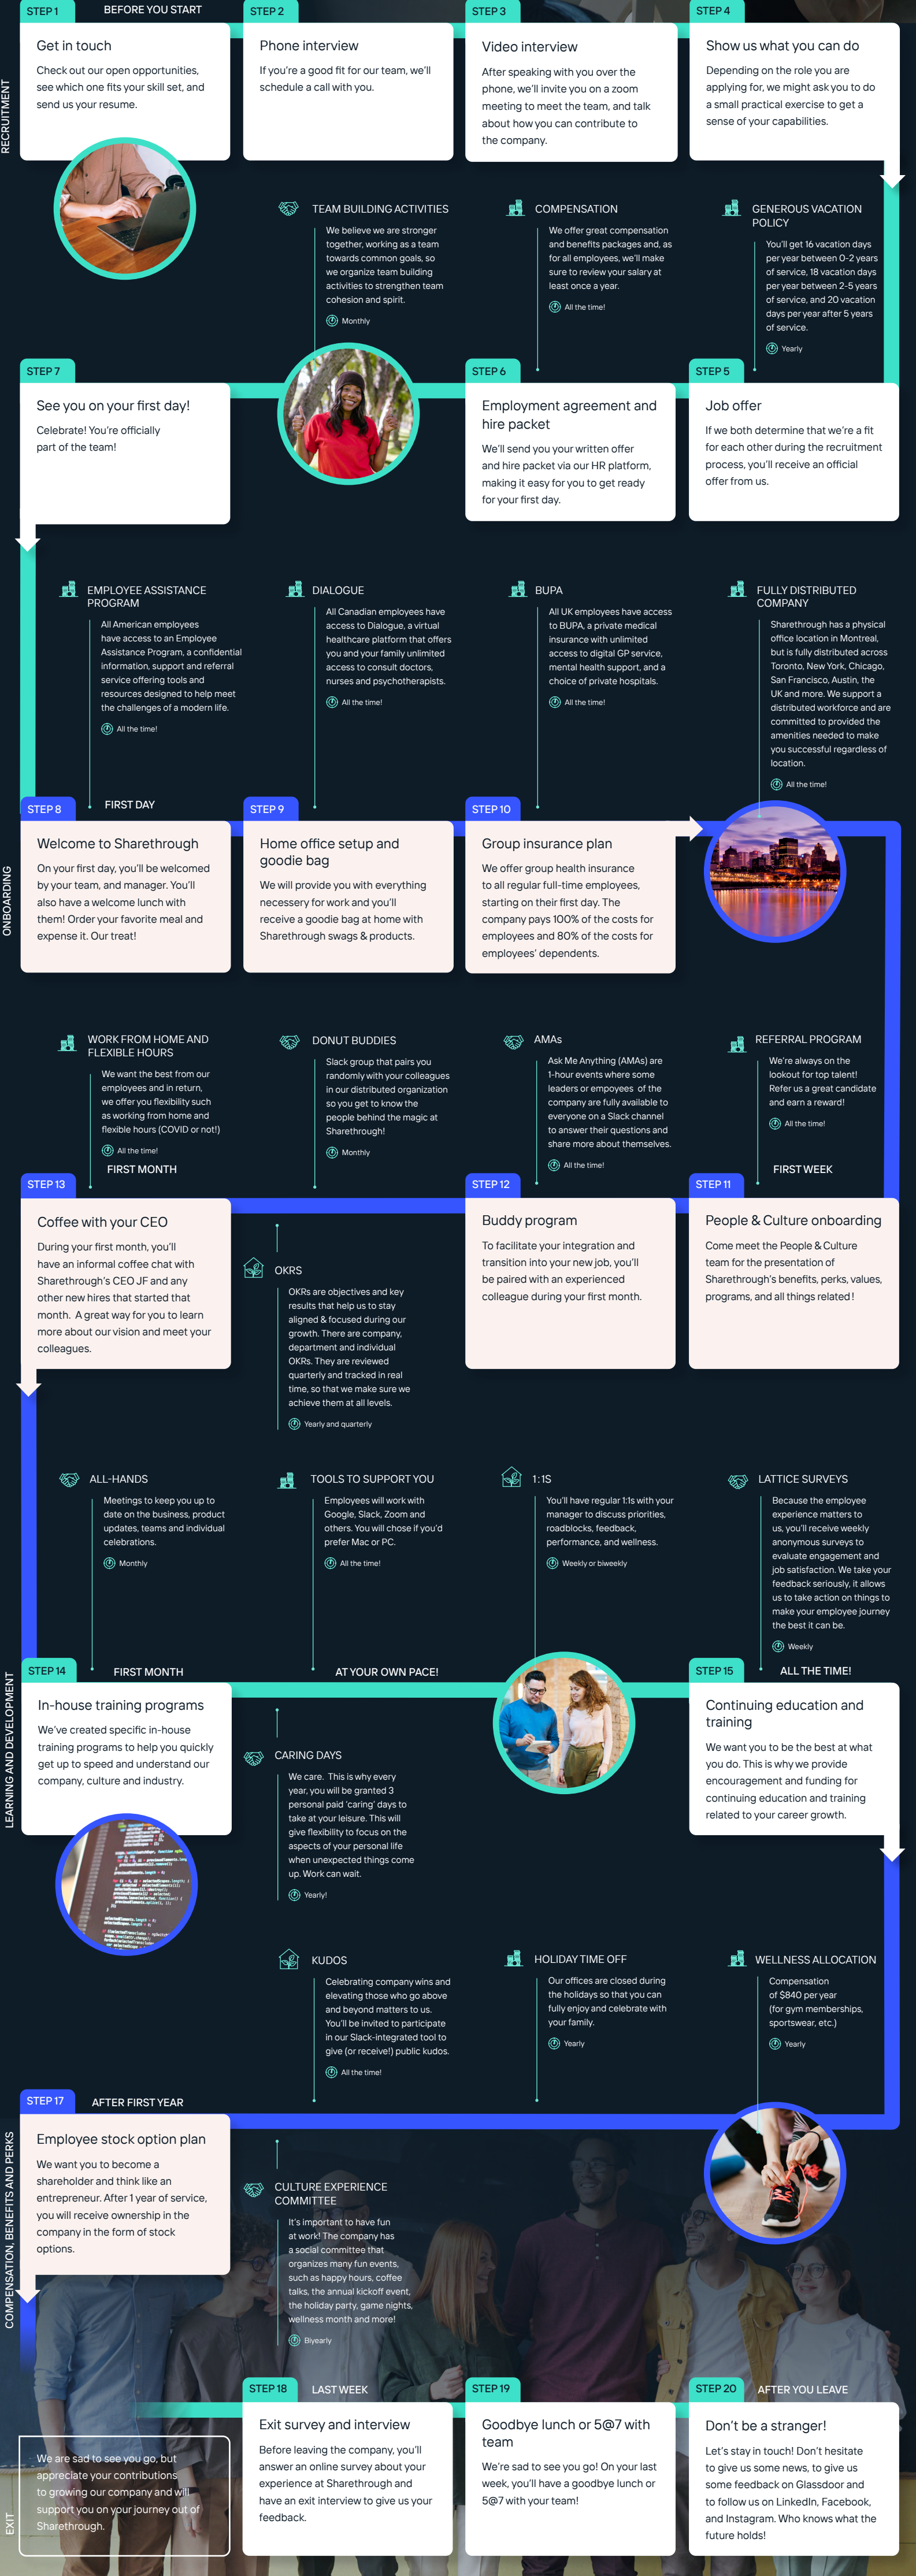 STEP 1
BEFORE YOU START
STEP 2
STEP 3
STEP 4
RECRUITMENT
Get in touch
Check out our open opportunities,
see which one fits your skill set, and
send us your resume.
Phone interview
If you're a good fit for our team, we'll
schedule a call with you.
Video interview
After speaking with you over the
phone, we'll invite you on a zoom
meeting to meet the team, and talk
about how you can contribute to
the company.
Show us what you can do
Depending on the role you are
applying for, we might ask you to do
a small practical exercise to get a
sense of your capabilities.
TEAM BUILDING ACTIVITIES
We believe we are stronger
together, working as a team
towards common goals, so
we organize team building
activities to strengthen team
cohesion and spirit.
Monthly
COMPENSATION
We offer great compensation
and benefits packages and, as
for all employees, we'll make
sure to review your salary at
least once a year.
All the time!
GENEROUS VACATION
POLICY
You'll get 16 vacation days
per year between 0-2 years
of service, 18 vacation days
per year between 2-5 years
of service, and 20 vacation
days per year after 5 years
of service.
Yearly
STEP 7
STEP 6
STEP 5
See you on your first day!
Celebrate! You're officially
part of the team!
Employment agreement and
hire packet
We'll send you your written offer
and hire packet via our HR platform,
making it easy for you to get ready
for your first day.
Job offer
If we both determine that we're a fit
for each other during the recruitment
process, you'll receive an official
offer from us.
EMPLOYEE ASSISTANCE
PROGRAM
All American employees
have access to an Employee
Assistance Program, a confidential
information, support and referral
service offering tools and
resources designed to help meet
the challenges of a modern life.
All the time!
DIALOGUE
All Canadian employees have
access to Dialogue, a virtual
healthcare platform that offers
you and your family unlimited
access to consult doctors,
nurses and psychotherapists.
All the time!
BUPA
All UK employees have access
to BUPA, a private medical
insurance with unlimited
access to digital GP service,
mental health support, and a
choice of private hospitals.
All the time!
FULLY DISTRIBUTED
COMPANY
Sharethrough has a physical
office location in Montreal,
but is fully distributed across
Toronto, New York, Chicago,
San Francisco, Austin, the
UK and more. We support a
distributed workforce and are
committed to provided the
amenities needed to make
you successful regardless of
location.
All the time!
STEP 8
FIRST DAY
STEP 9
STEP 10
ONBOARDING
Welcome to Sharethrough
On your first day, you'll be welcomed
by your team, and manager. You'll
also have a welcome lunch with
them! Order your favorite meal and
expense it. Our treat!
Home office setup and
goodie bag
We will provide you with everything
necessery for work and you'll
receive a goodie bag at home with
Sharethrough swags & products.
Group insurance plan
We offer group health insurance
to all regular full-time employees,
starting on their first day. The
company pays 100% of the costs for
employees and 80% of the costs for
employees' dependents.
WORK FROM HOME AND
FLEXIBLE HOURS
We want the best from our
employees and in return,
we offer you flexibility such
as working from home and
flexible hours (COVID or not!)
All the time!
DONUT BUDDIES
Slack group that pairs you
randomly with your colleagues
in our distributed organization
so you get to know the
people behind the magic at
Sharethrough!
Monthly
AMAs
Ask Me Anything (AMAs) are
1-hour events where some
leaders or empoyees of the
company are fully available to
everyone on a Slack channel
to answer their questions and
share more about themselves.
All the time!
REFERRAL PROGRAM
We're always on the
lookout for top talent!
Refer us a great candidate
and earn a reward!
All the time!
STEP 13
FIRST MONTH
STEP 12
STEP 11
FIRST WEEK
Coffee with your CEO
During your first month, you'll
have an informal coffee chat with
Sharethrough's CEO JF and any
other new hires that started that
month. A great way for you to learn
more about our vision and meet your
colleagues.
OKRS
OKRs are objectives and key
results that help us to stay
aligned & focused during our
growth. There are company,
department and individual
OKRs. They are reviewed
quarterly and tracked in real
time, so that we make sure we
achieve them at all levels.
Yearly and quarterly
Buddy program
To facilitate your integration and
transition into your new job, you'll
be paired with an experienced
colleague during your first month.
People & Culture onboarding
Come meet the People & Culture
team for the presentation of
Sharethrough's benefits, perks, values,
programs, and all things related!
ALL-HANDS
Meetings to keep you up to
date on the business, product
updates, teams and individual
celebrations.
Monthly
TOOLS TO SUPPORT YOU
Employees will work with
Google, Slack, Zoom and
others. You will chose if you'd
prefer Mac or PC.
All the time!
1:1S
You'll have regular 1:1s with your
manager to discuss priorities,
roadblocks, feedback,
performance, and wellness.
Weekly or biweekly
LATTICE SURVEYS
Because the employee
experience matters to
us, you'll receive weekly
anonymous surveys to
evaluate engagement and
job satisfaction. We take your
feedback seriously, it allows
us to take action on things to
make your employee journey
the best it can be.
Weekly
STEP 14
FIRST MONTH
AT YOUR OWN PACE!
STEP 15
ALL THE TIME!
LEARNING AND DEVELOPMENT
In-house training programs
We've created specific in-house
training programs to help you quickly
get up to speed and understand our
company, culture and industry.
CARING DAYS
We care. This is why every
year, you will be granted 3
personal paid 'caring' days to
take at your leisure. This will
give flexibility to focus on the
aspects of your personal life
when unexpected things come
up. Work can wait.
Yearly!
Continuing education and
training
We want you to be the best at what
you do. This is why we provide
encouragement and funding for
continuing education and training
related to your career growth.
KUDOS
Celebrating company wins and
elevating those who go above
and beyond matters to us.
You'll be invited to participate
in our Slack-integrated tool to
give (or receive!) public kudos.
All the time!
HOLIDAY TIME OFF
Our offices are closed during
the holidays so that you can
fully enjoy and celebrate with
your family.
Yearly
WELLNESS ALLOCATION
Compensation
of $840 per year
(for gym memberships,
sportswear, etc.)
Yearly
STEP 17
AFTER FIRST YEAR
COMPENSATION, BENEFITS AND PERKS
Employee stock option plan
We want you to become a
shareholder and think like an
entrepreneur. After 1 year of service,
you will receive ownership in the
company in the form of stock
options.
CULTURE EXPERIENCE
COMMITTEE
It's important to have fun
at work! The company has
a social committee that
organizes many fun events,
such as happy hours, coffee
talks, the annual kickoff event,
the holiday party, game nights,
wellness month and more!
Biyearly
STEP 18
LAST WEEK
STEP 19
STEP 20
AFTER YOU LEAVE
EXIT
We are sad to see you go, but
appreciate your contributions
to growing our company and will
support you on your journey out of
Sharethrough.
Exit survey and interview
Before leaving the company, you'll
answer an online survey about your
experience at Sharethrough and
have an exit interview to give us your
feedback.
Goodbye lunch or 5@7 with
team
We're sad to see you go! On your last
week, you'll have a goodbye lunch or
5@7 with your team!
Don't be a stranger!
Let's stay in touch! Don't hesitate
to give us some news, to give us
some feedback on Glassdoor and
to follow us on LinkedIn, Facebook,
and Instagram. Who knows what the
future holds!